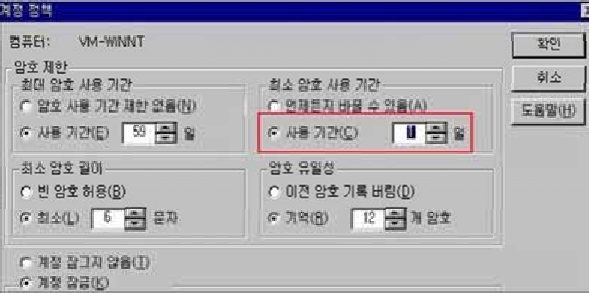 계정 정책
컴퓨터: VM-WINNT
확인
취소
도움말(H)
암호 제한
최대 암호 사용 기간
암호 사용 기간 제한 없음(N)
사용 기간(E) 59 일
최소 암호 사용 기간
언제든지 바꿀 수 있음(A)
사용 기간(C) 1 일
최소 암호 길이
빈 암호 허용(B)
최소(L) 6 문자
암호 유일성
이전 암호 기록 버림(D)
기억(R) 12 개 암호
계정 잠그지 않음(T)
계정 잠금(K)